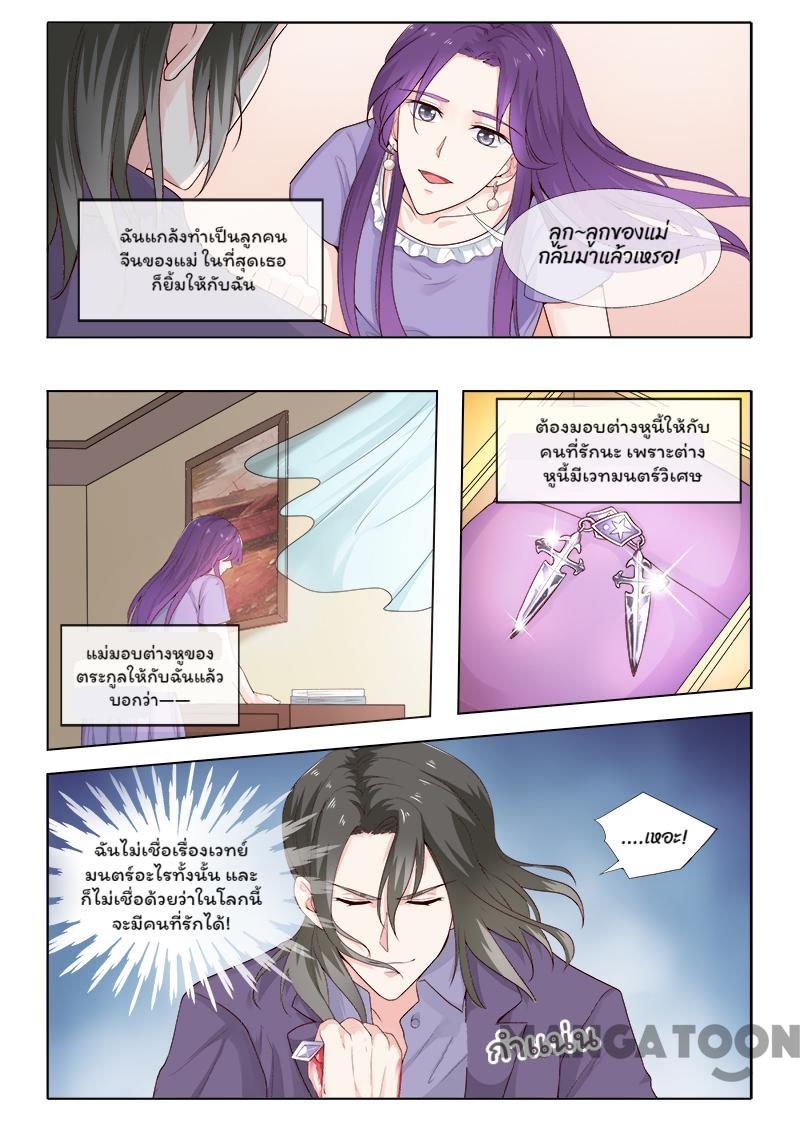 ฉันแกล้งทำเป็นลูกคน
จีนของแม่ ในที่สุดเธอ
ก็ยิ้มให้กับฉัน
ลูก~ลูกของแม่
กลับมาแล้วเหรอ!
แม่มอบต่างหูของ
ตระกูลให้กับฉันแล้ว
บอกว่า——
ต้องมอบต่างหูนี้ให้กับ
คนที่รักนะ เพราะต่าง
หูนี้มีเวทมนตร์วิเศษ
ฉันไม่เชื่อเรื่องเวทย์
มนตร์อะไรทั้งนั้น และ
ก็ไม่เชื่อด้วยว่าในโลกนี้
จะมีคนที่รักได้!
....เหอะ!
กำแน่น
MANGATOON